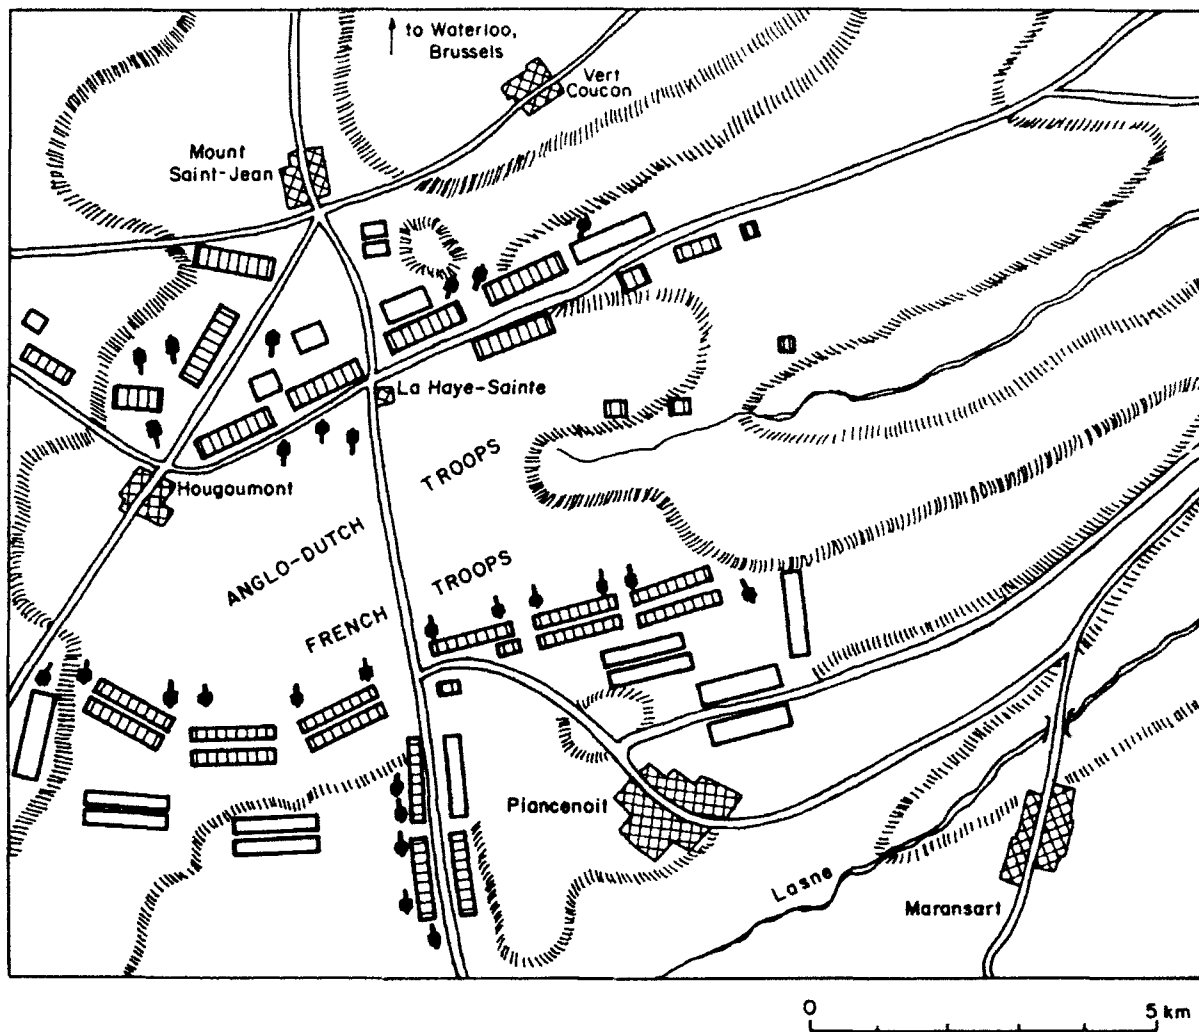 to Waterloo,
Brussels
Vert
Coucon
Mount
Saint-Jean
La Haye-Sainte
TROOPS
Hougoumont
ANGLO-DUTCH
TROOPS
FRENCH
Plancenoit
Lasne
Maransart
0 5 km